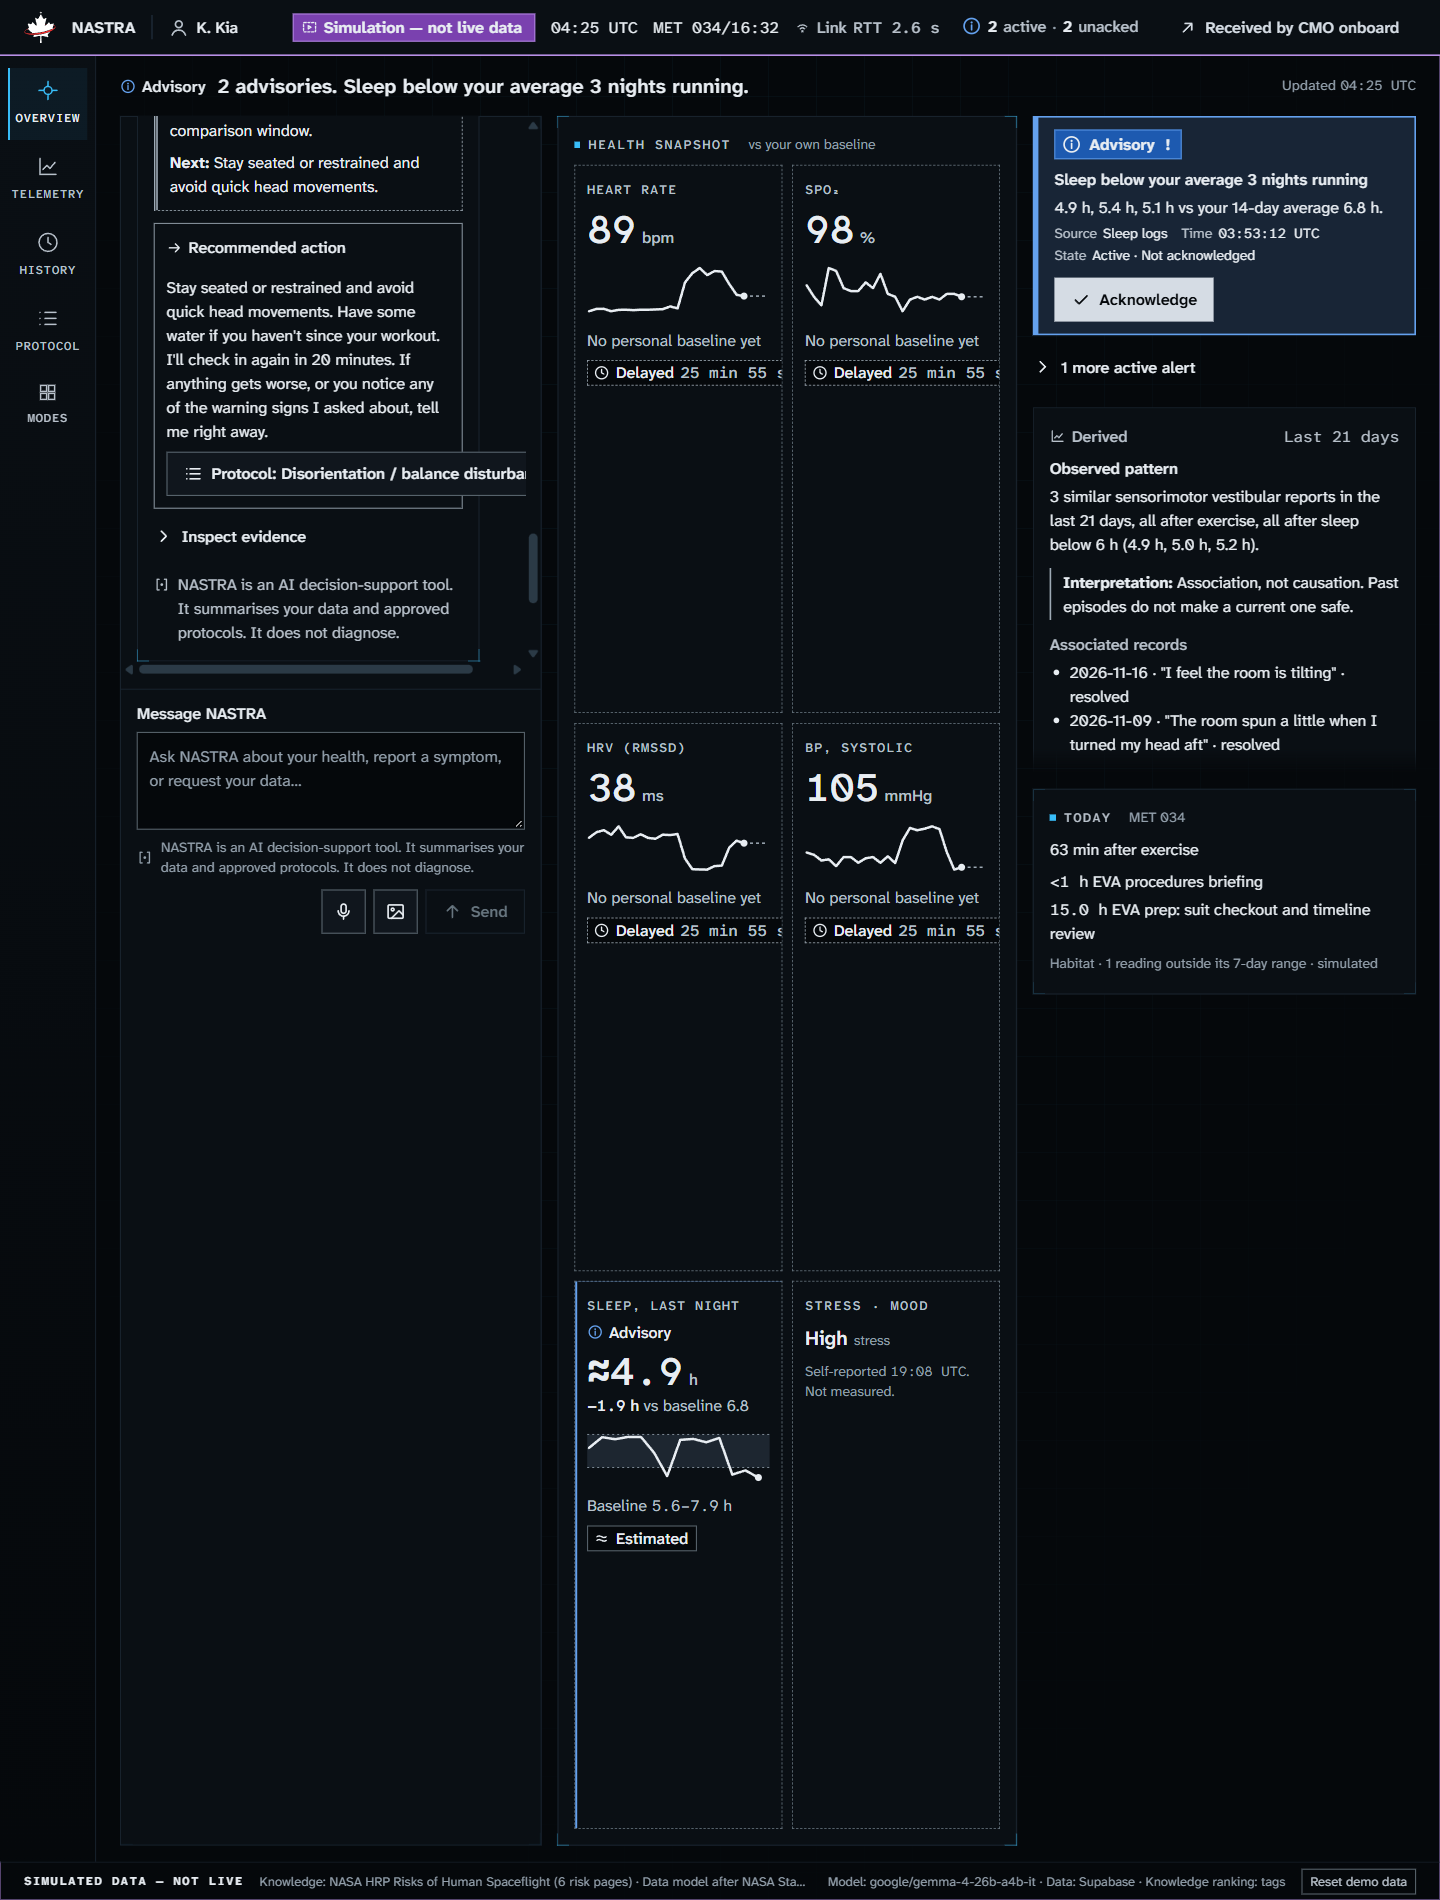 NASTRA
K. Kia
Simulation — not live data
04:25 UTC MET 034/16:32
Link RTT 2.6 s
2 active · 2 unacked
Received by CMO onboard
OVERVIEW
TELEMETRY
HISTORY
PROTOCOL
MODES
Advisory 2 advisories. Sleep below your average 3 nights running.
Updated 04:25 UTC
comparison window.
Next: Stay seated or restrained and
avoid quick head movements.
Recommended action
Stay seated or restrained and avoid
quick head movements. Have some
water if you haven't since your workout.
I'll check in again in 20 minutes. If
anything gets worse, or you notice any
of the warning signs I asked about, tell
me right away.
Protocol: Disorientation / balance
Inspect evidence
NASTRA is an AI decision-support tool.
It summarises your data and approved
protocols. It does not diagnose.
Message NASTRA
Ask NASTRA about your health, report a symptom,
or request your data...
NASTRA is an AI decision-support tool. It summarises your
data and approved protocols. It does not diagnose.
Send
HEALTH SNAPSHOT vs your own baseline
HEART RATE
89 bpm
No personal baseline yet
Delayed 25 min 55 s
SPO₂
98 %
No personal baseline yet
Delayed 25 min 55 s
HRV (RMSSD)
38 ms
No personal baseline yet
Delayed 25 min 55 s
BP, SYSTOLIC
105 mmHg
No personal baseline yet
Delayed 25 min 55 s
SLEEP, LAST NIGHT
Advisory
≈4.9 h
−1.9 h vs baseline 6.8
Baseline 5.6–7.9 h
≈ Estimated
STRESS · MOOD
High stress
Self-reported 19:08 UTC.
Not measured.
Advisory !
Sleep below your average 3 nights running
4.9 h, 5.4 h, 5.1 h vs your 14-day average 6.8 h.
Source Sleep logs Time 03:53:12 UTC
State Active · Not acknowledged
Acknowledge
1 more active alert
Derived Last 21 days
Observed pattern
3 similar sensorimotor vestibular reports in the
last 21 days, all after exercise, all after sleep
below 6 h (4.9 h, 5.0 h, 5.2 h).
Interpretation: Association, not causation. Past
episodes do not make a current one safe.
Associated records
• 2026-11-16 · "I feel the room is tilting" ·
resolved
• 2026-11-09 · "The room spun a little when I
turned my head aft" · resolved
TODAY MET 034
63 min after exercise
<1 h EVA procedures briefing
15.0 h EVA prep: suit checkout and timeline
review
Habitat · 1 reading outside its 7-day range · simulated
SIMULATED DATA — NOT LIVE
Knowledge: NASA HRP Risks of Human Spaceflight (6 risk pages) · Data model after NASA Sta...
Model: google/gemma-4-26b-a4b-it · Data: Supabase · Knowledge ranking: tags
Reset demo data